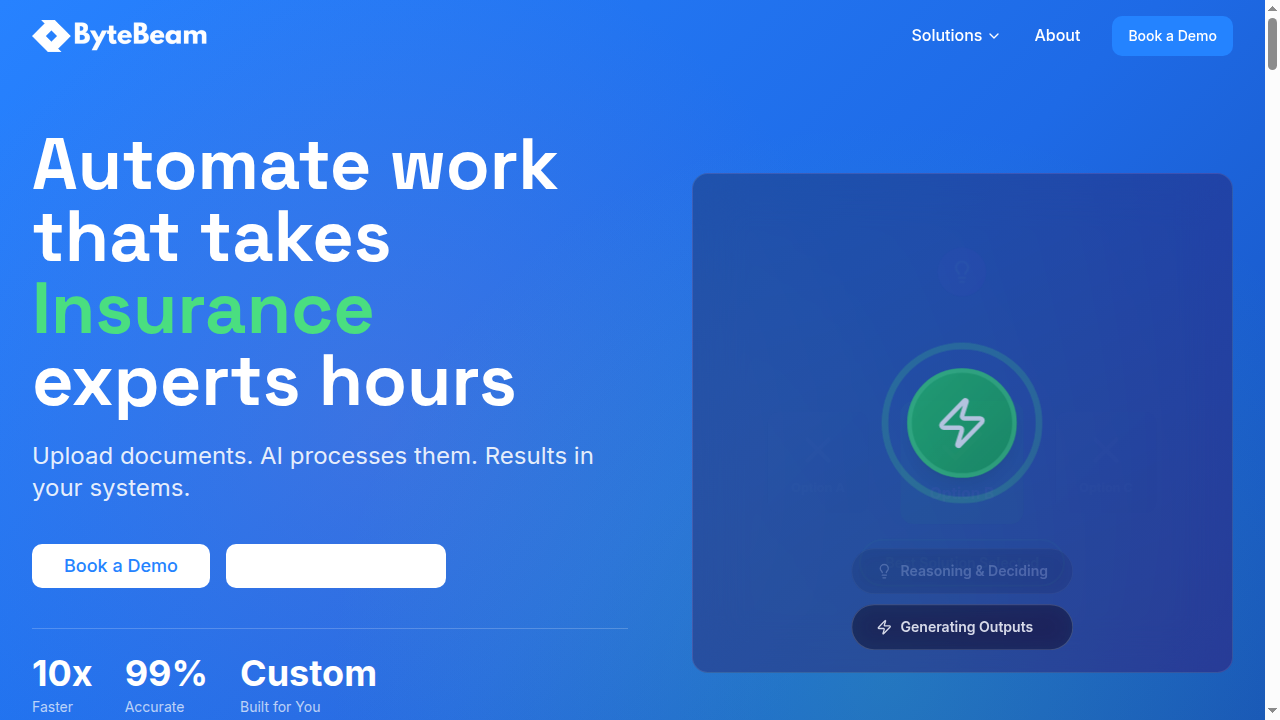 ByteBeam
Solutions
About
Book a Demo
Automate work
that takes
Insurance
experts hours
Upload documents. AI processes them. Results in
your systems.
Book a Demo
10x
Faster
99%
Accurate
Custom
Built for You
Reasoning & Deciding
Generating Outputs